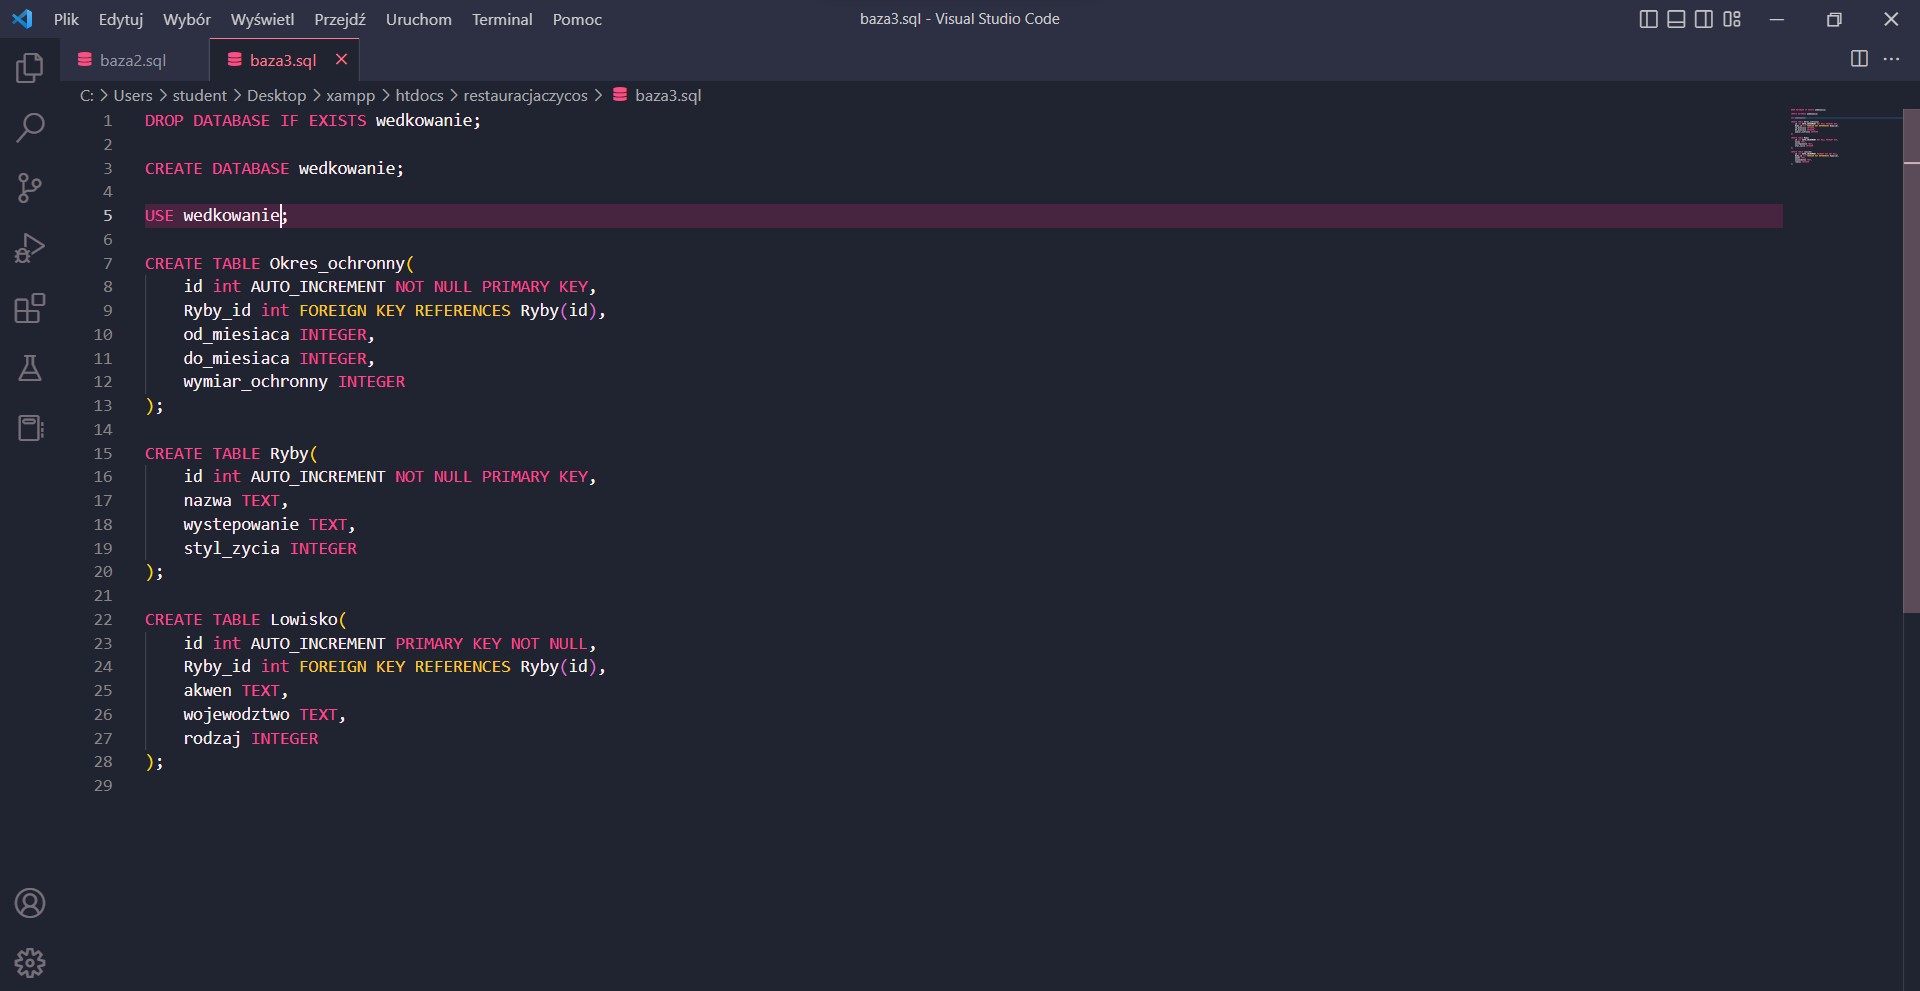 Plik Edytuj Wybór Wyświetl Przejdź Uruchom Terminal Pomoc
baza3.sql - Visual Studio Code
baza2.sql
baza3.sql
C: > Users > student > Desktop > xampp > htdocs > restauracjaczycos > baza3.sql
1 DROP DATABASE IF EXISTS wedkowanie;
2
3 CREATE DATABASE wedkowanie;
4
5 USE wedkowanie;
6
7 CREATE TABLE Okres_ochronny(
8 id int AUTO_INCREMENT NOT NULL PRIMARY KEY,
9 Ryby_id int FOREIGN KEY REFERENCES Ryby(id),
10 od_miesiaca INTEGER,
11 do_miesiaca INTEGER,
12 wymiar_ochronny INTEGER
13 );
14
15 CREATE TABLE Ryby(
16 id int AUTO_INCREMENT NOT NULL PRIMARY KEY,
17 nazwa TEXT,
18 wystepowanie TEXT,
19 styl_zycia INTEGER
20 );
21
22 CREATE TABLE Lowisko(
23 id int AUTO_INCREMENT PRIMARY KEY NOT NULL,
24 Ryby_id int FOREIGN KEY REFERENCES Ryby(id),
25 akwen TEXT,
26 wojewodztwo TEXT,
27 rodzaj INTEGER
28 );
29